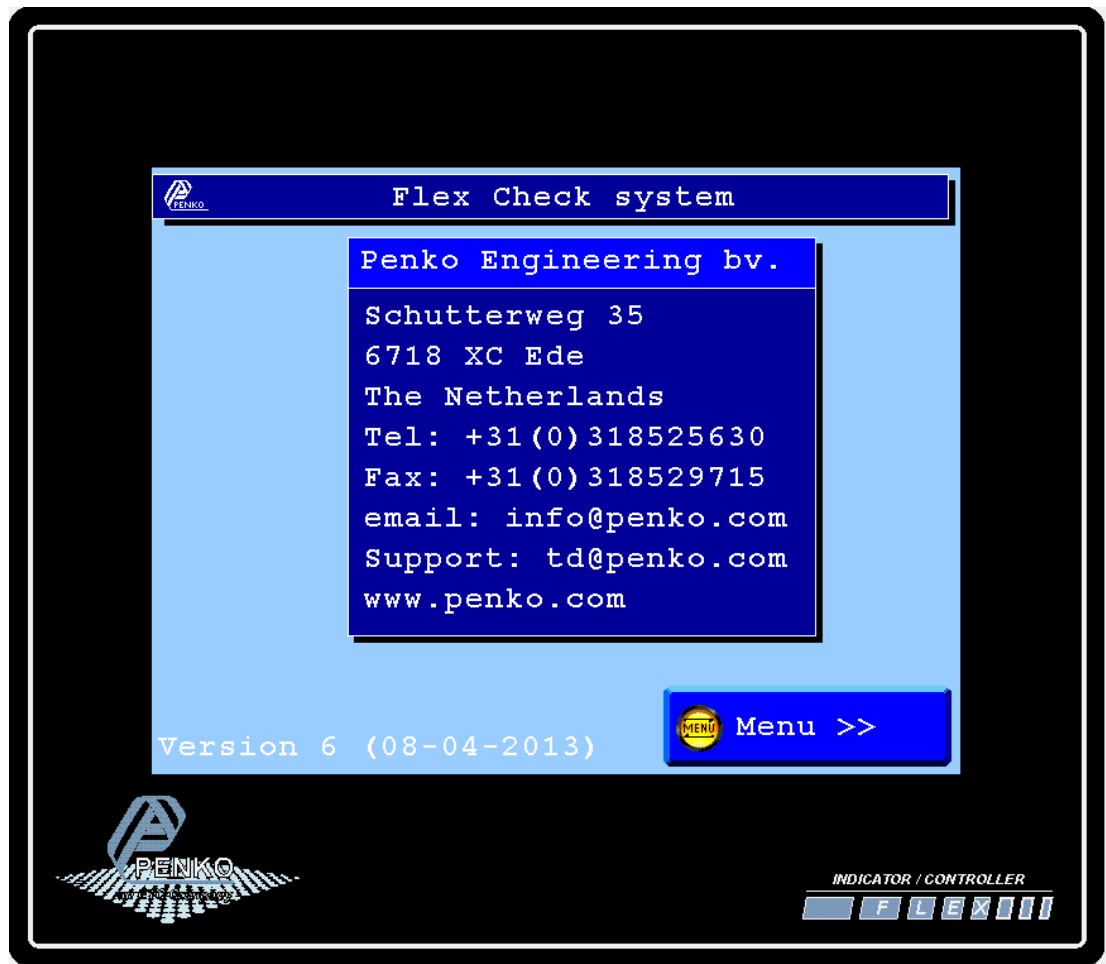 PENKO
Flex Check system
Penko Engineering bv.
Schutterweg 35
6718 XC Ede
The Netherlands
Tel: +31(0)318525630
Fax: +31(0)318529715
email: info@penko.com
Support: td@penko.com
www.penko.com
MENU
Menu >>
Version 6 (08-04-2013)
PENKO
INDICATOR / CONTROLLER
FLEX